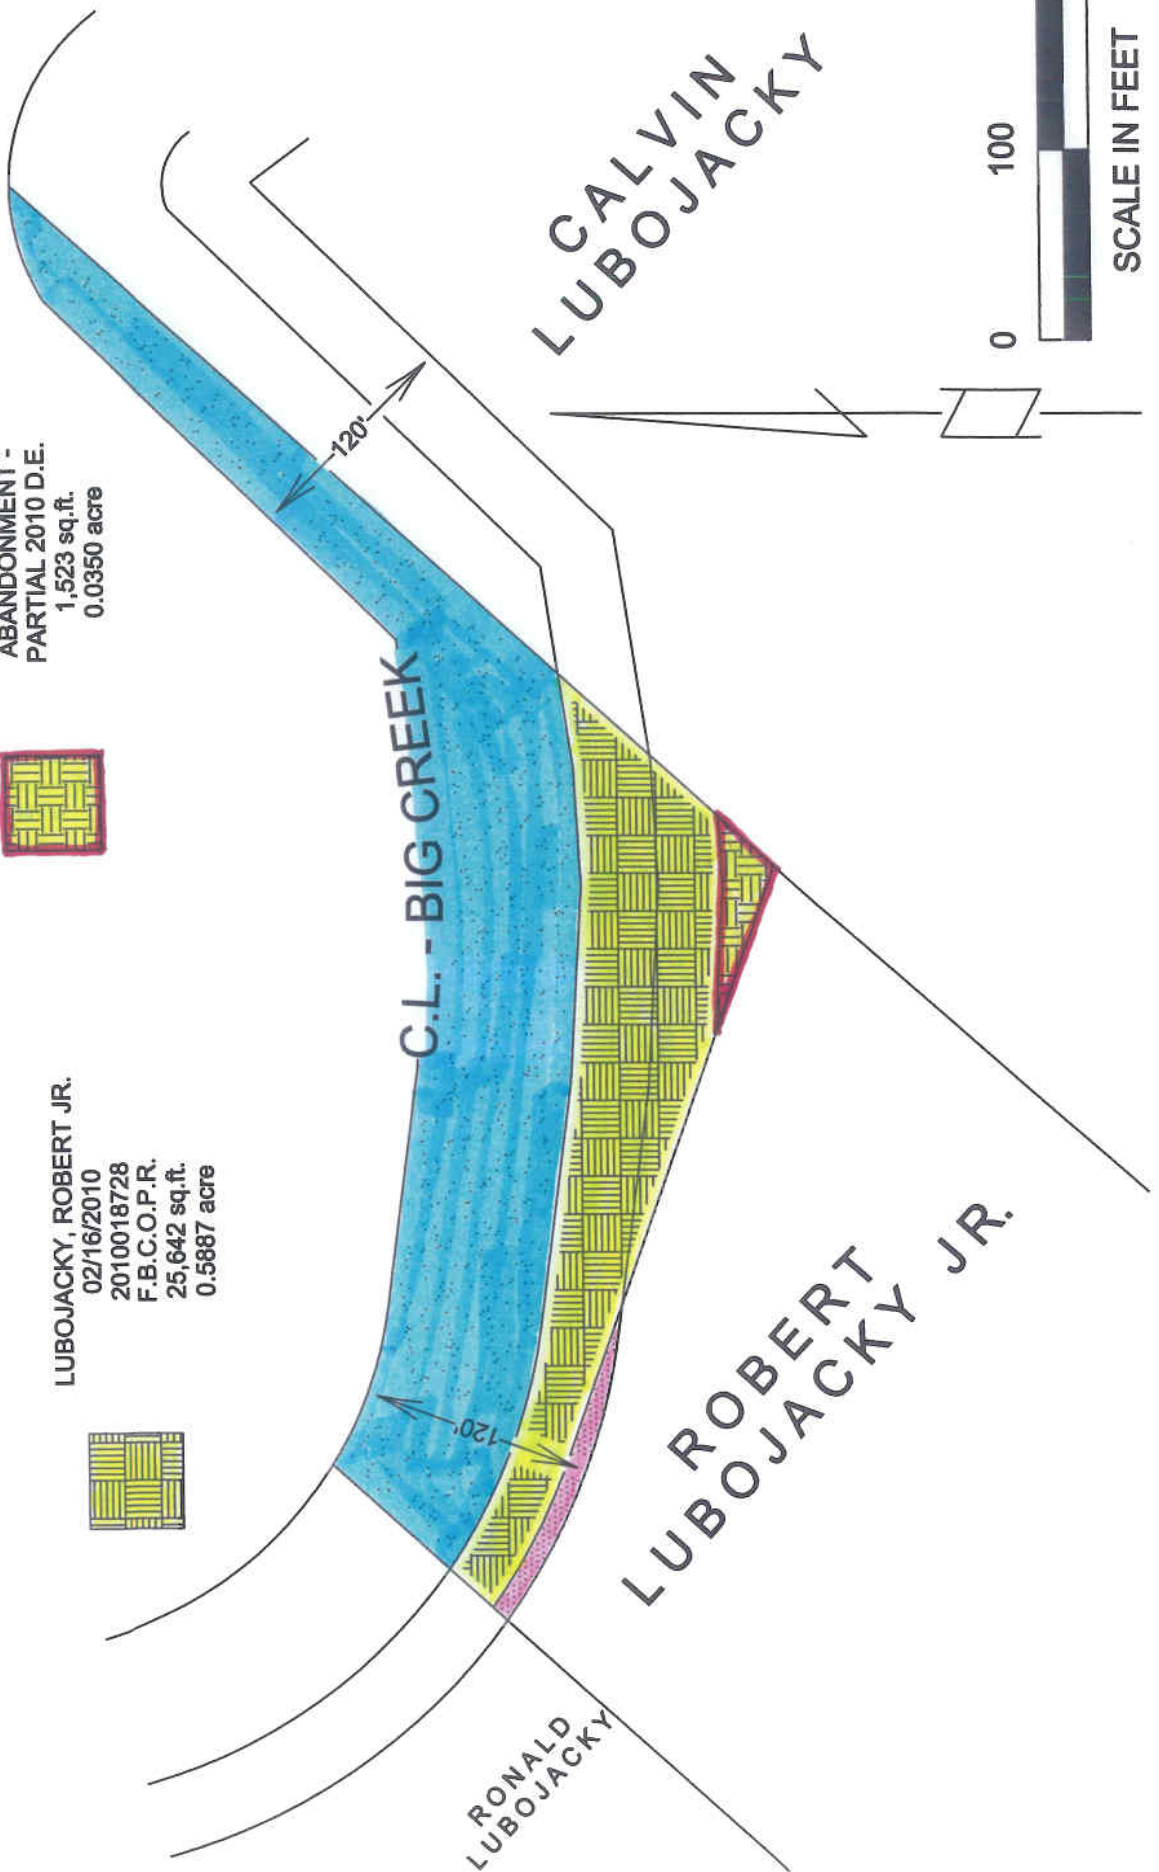 LUBOJACKY, ROBERT JR.
02/16/2010
2010018728
F.B.C.O.P.R.
25,642 sq.ft.
0.5887 acre
ABANDONMENT -
PARTIAL 2010 D.E.
1,523 sq.ft.
0.0350 acre
C.L. - BIG CREEK
120'
120'
RONALD
LUBOJACKY
ROBERT
LUBOJACKY JR.
CALVIN
LUBOJACKY
0
100
SCALE IN FEET